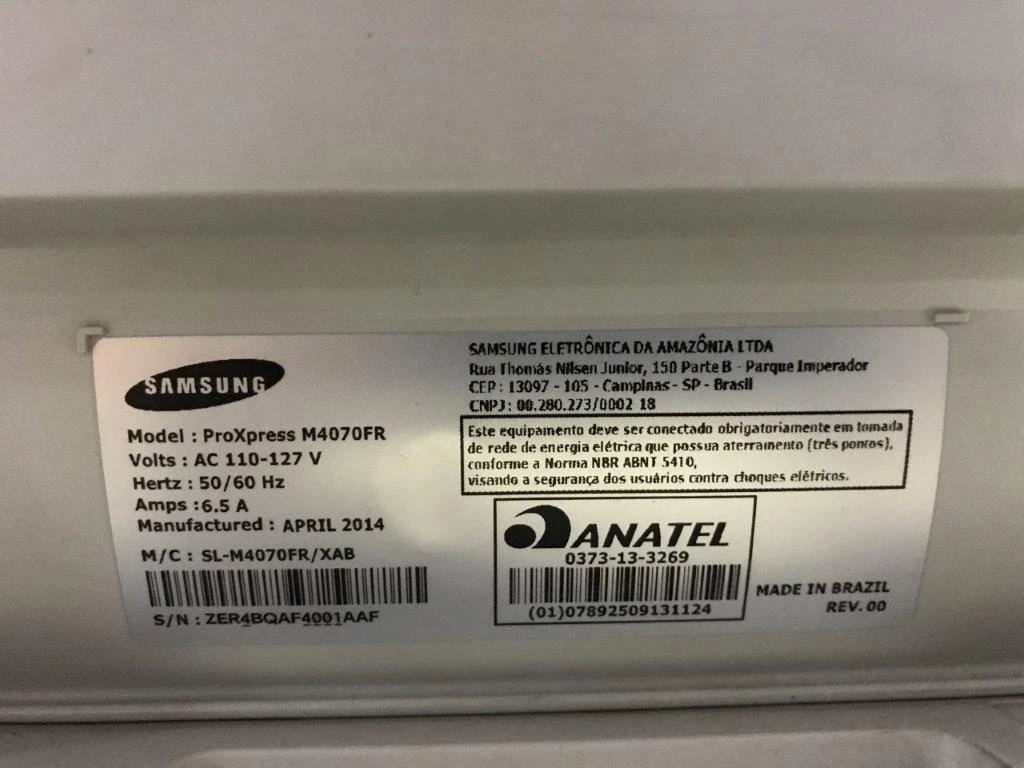 SAMSUNG
Model : ProXpress M4070FR
Volts : AC 110-127 V
Hertz : 50/60 Hz
Amps : 6.5 A
Manufactured : APRIL 2014
M/C : SL-M4070FR/XAB
S/N : ZER4BQAF4001AAF
SAMSUNG ELETRÔNICA DA AMAZÔNIA LTDA
Rua Thomas Nilsen Junior, 150 Parte B - Parque Imperador
CEP : 13097 - 105 - Campinas - SP - Brasil
CNPJ : 00.280.273/0002 18
Este equipamento deve ser conectado obrigatoriamente em tomada
de rede de energia elétrica que possua aterramento (três pontos),
conforme a Norma NBR ABNT 5410,
visando a segurança dos usuários contra choques elétricos.
ANATEL
0373-13-3269
(01)07892509131124
MADE IN BRAZIL
REV. 00